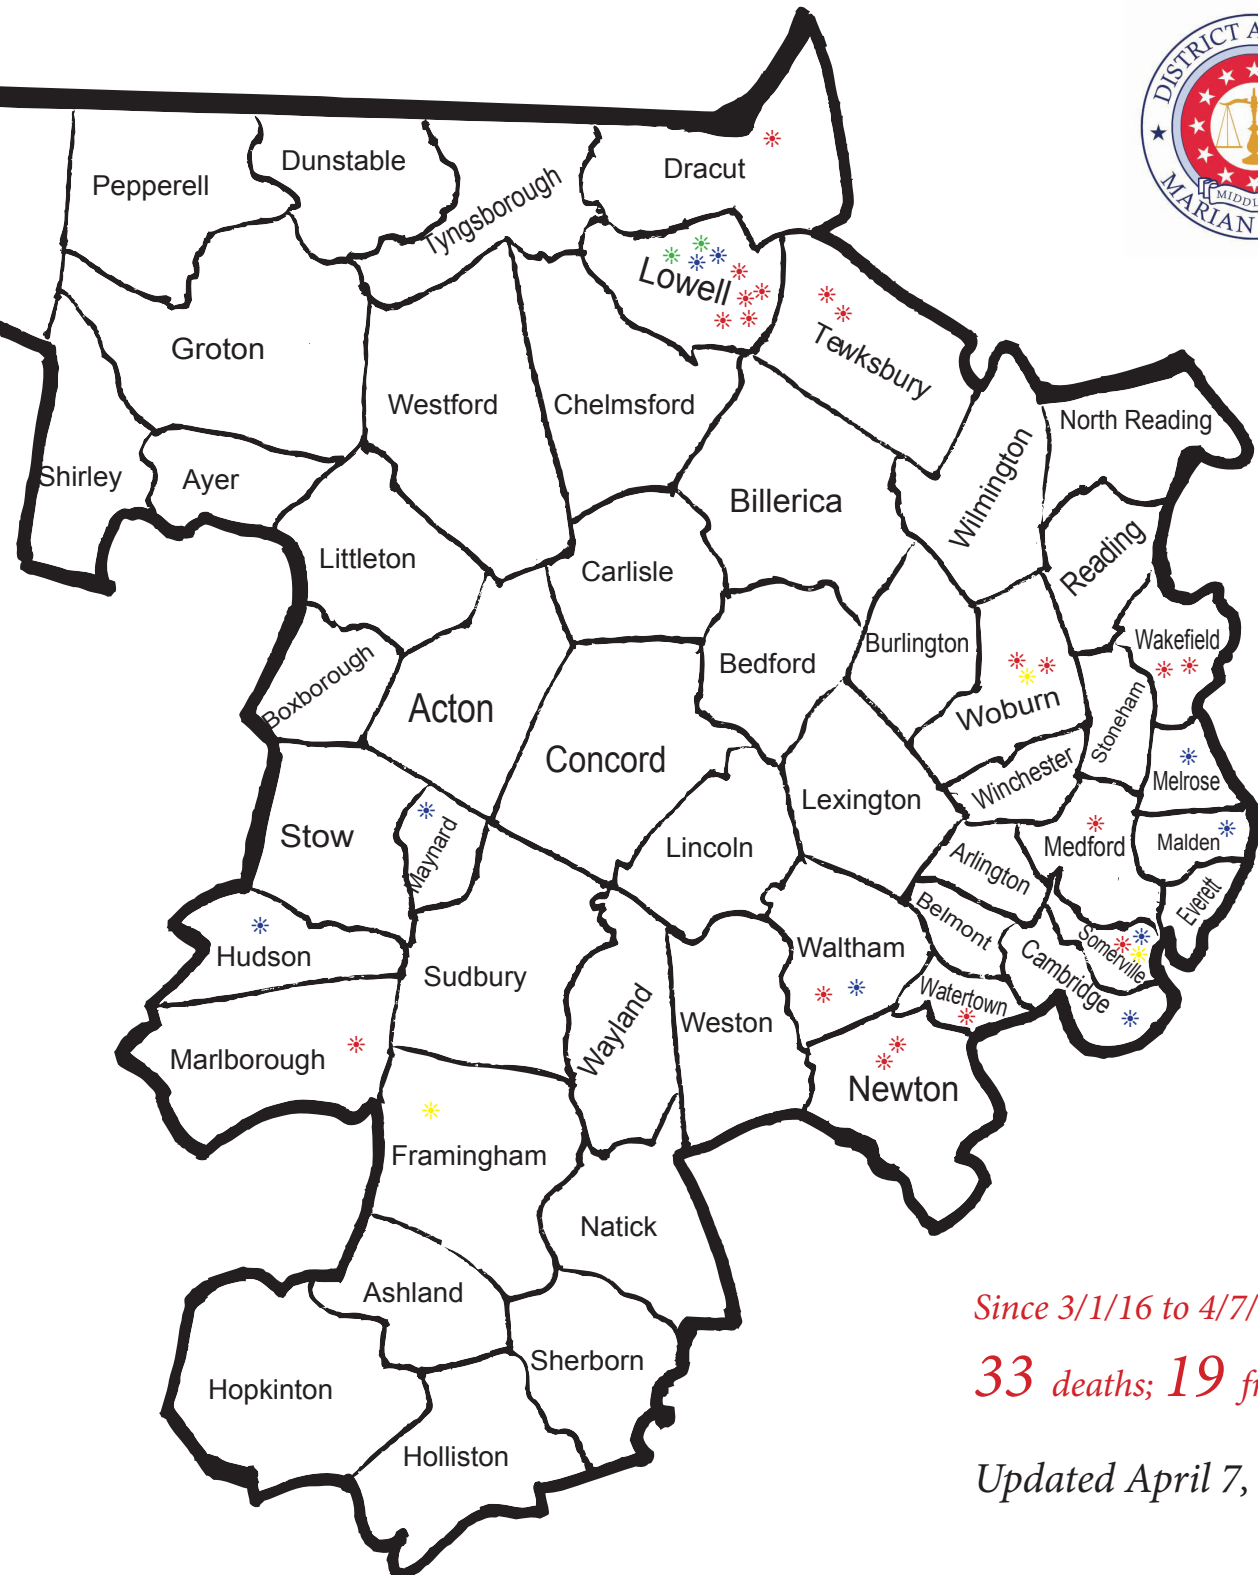 DISTRICT
MARIAN
Dracut
Dunstable
Pepperell
Tyngsborough
Lowell
Tewksbury
Groton
Westford
Chelmsford
North Reading
Shirley
Ayer
Billerica
Wilmington
Reading
Littleton
Carlisle
Burlington
Wakefield
Bedford
Boxborough
Acton
Woburn
Stoneham
Concord
Winchester
Melrose
Lexington
Stow
Maynard
Lincoln
Arlington
Medford
Malden
Everett
Hudson
Sudbury
Waltham
Belmont
Somerville
Cambridge
Watertown
Wayland
Weston
Marlborough
Newton
Framingham
Natick
Ashland
Sherborn
Hopkinton
Holliston
Since 3/1/16 to 4/7/
33 deaths; 19
Updated April 7,